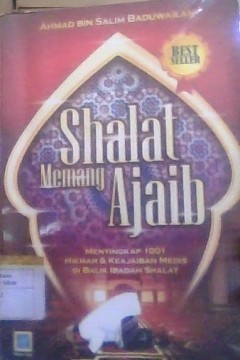 AHMAD BIN SALIM BADUWAILAN
BEST
SELLER
Shalat
Memang
Ajaib
MENYINGKAP 1001
HIKMAH & KEAJAIBAN MEDIS
DI BALIK IBADAH SHALAT